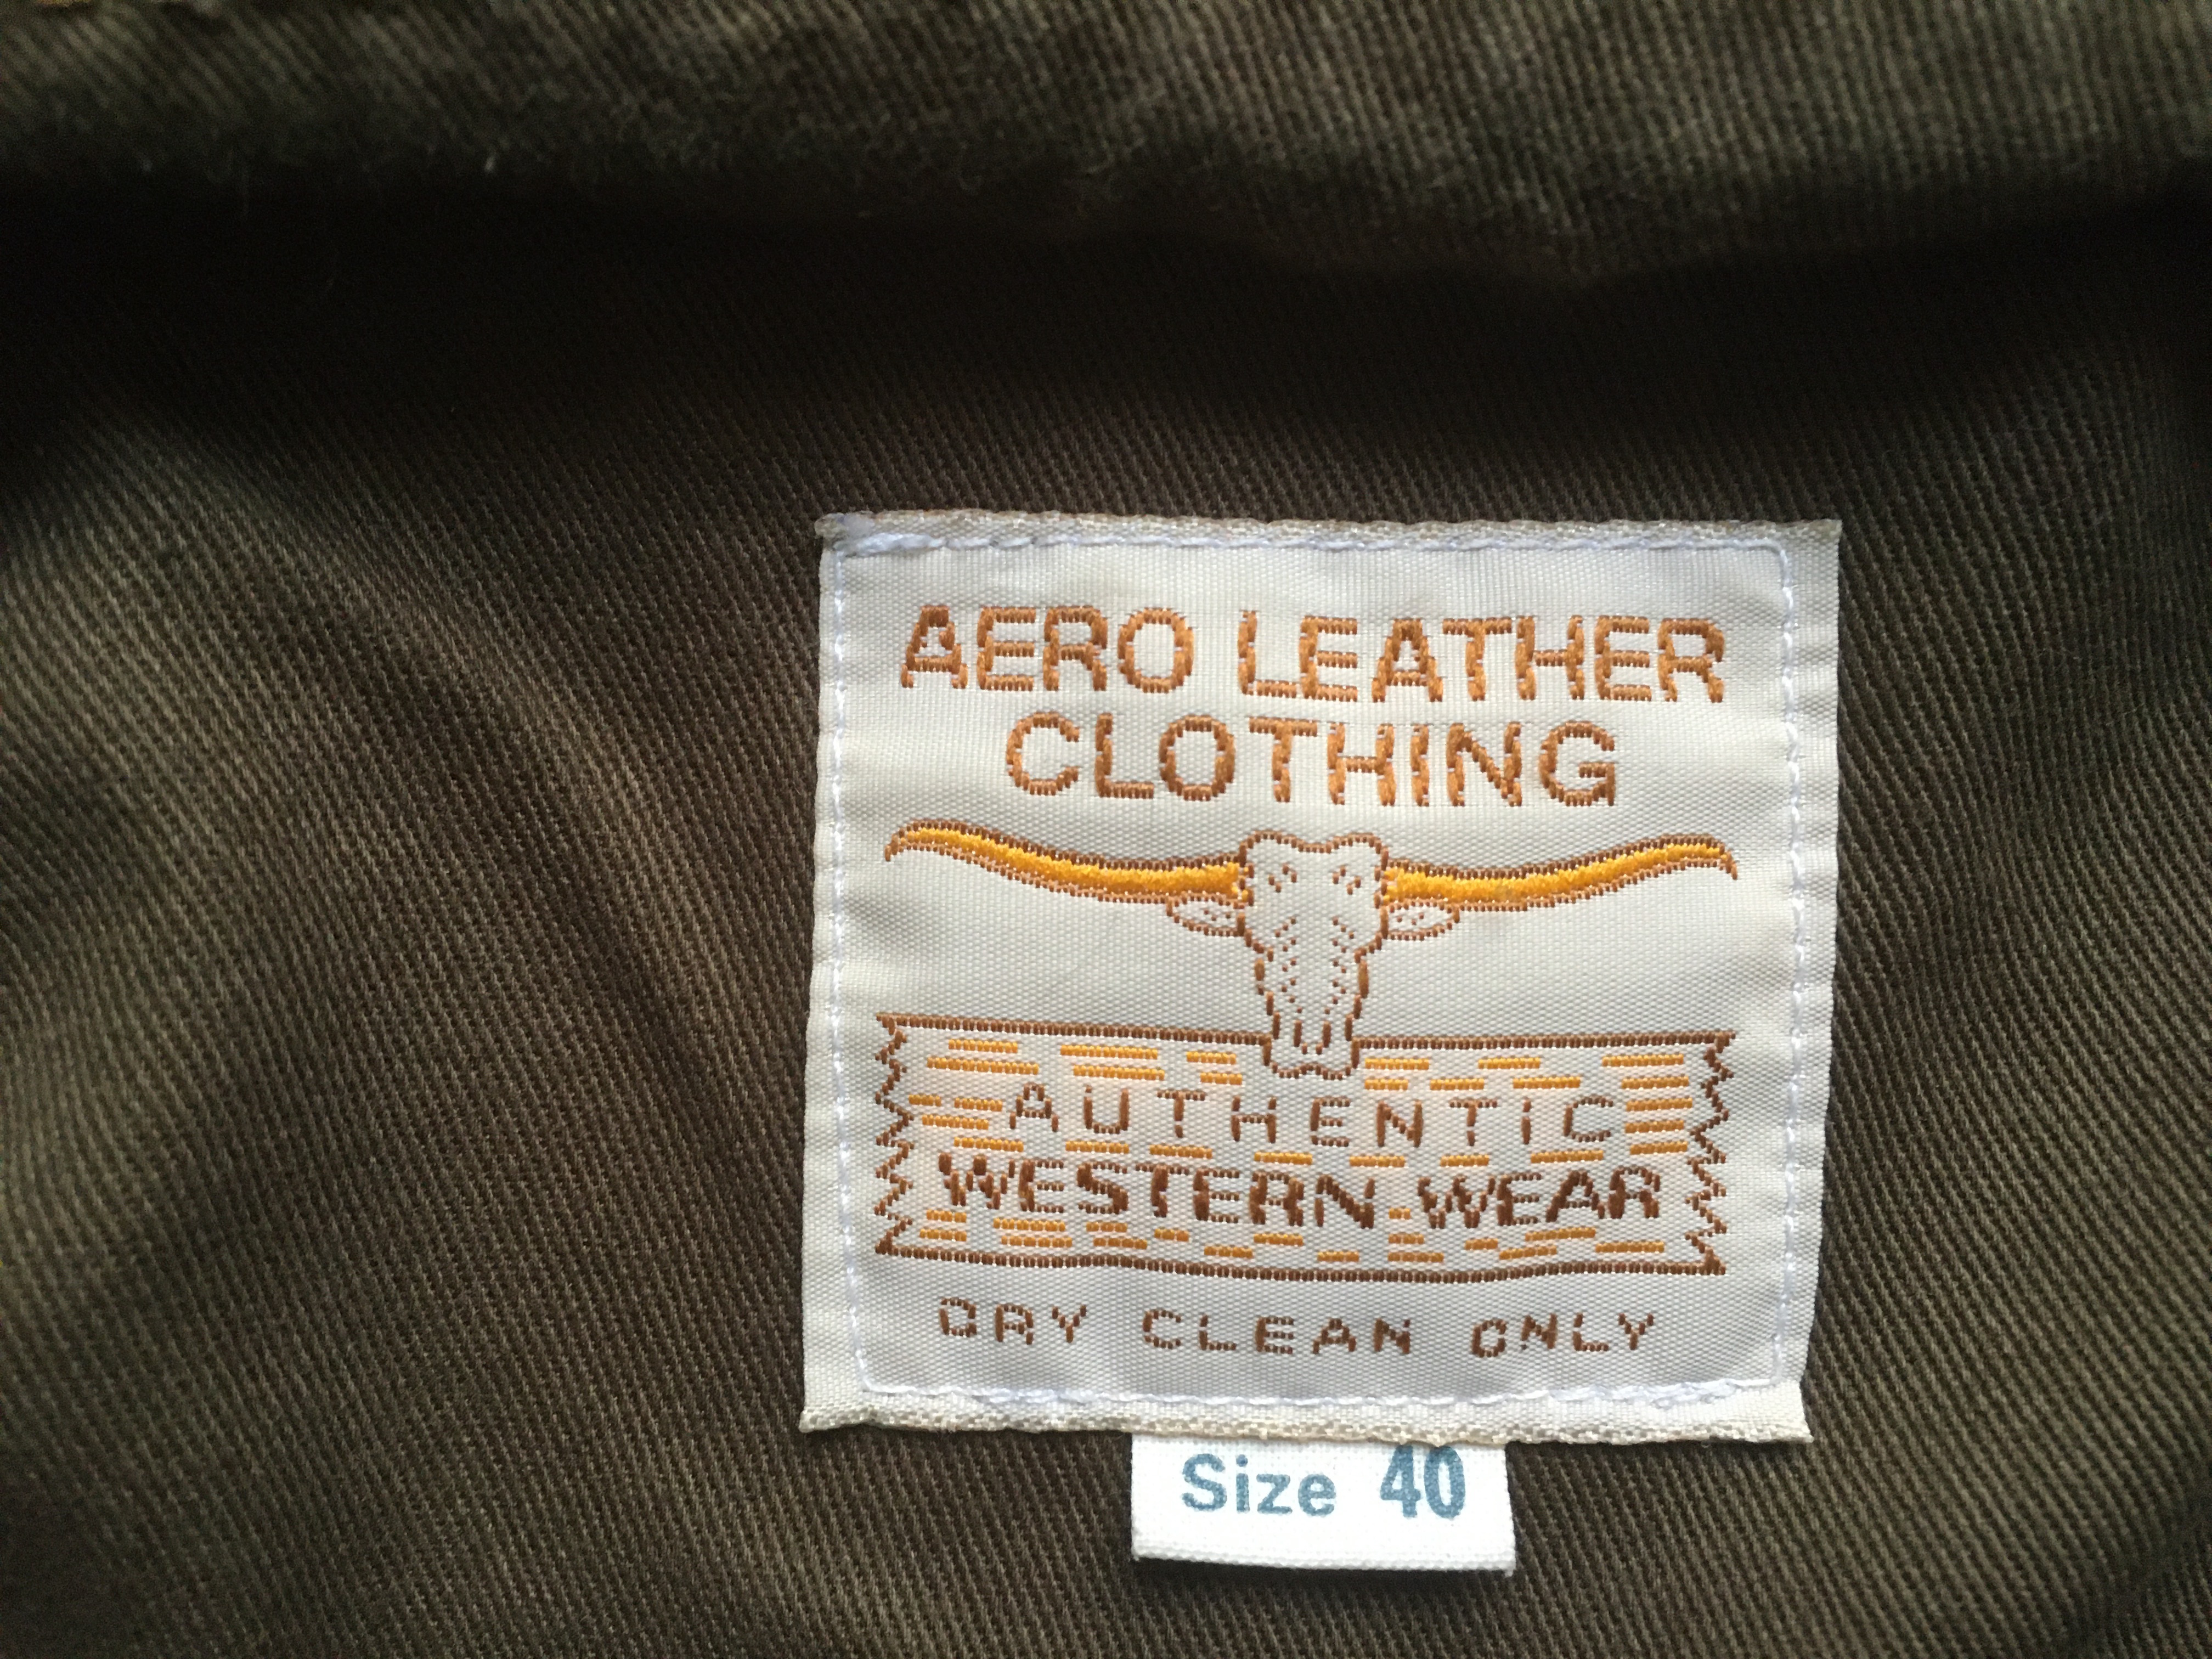 AERO LEATHER
CLOTHING
AUTHENTIC
WESTERN WEAR
DRY CLEAN ONLY
Size 40